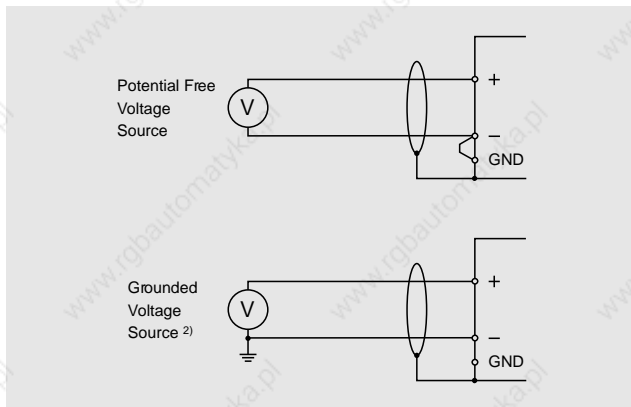 Potential Free
Voltage
Source
V
+
−
GND
Grounded
Voltage
Source ²⁾
V
+
−
GND
www.rgbautomatyka.pl